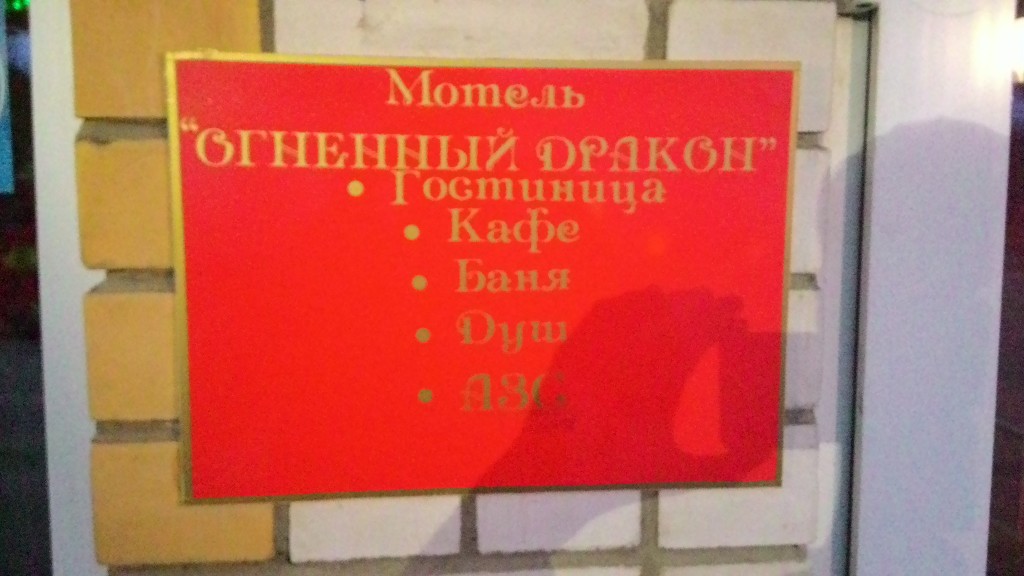 Мотель
“ОГНЕННЫЙ ДРАКОН”
• Гостиница
• Кафе
• Баня
• Душ
• АЗС